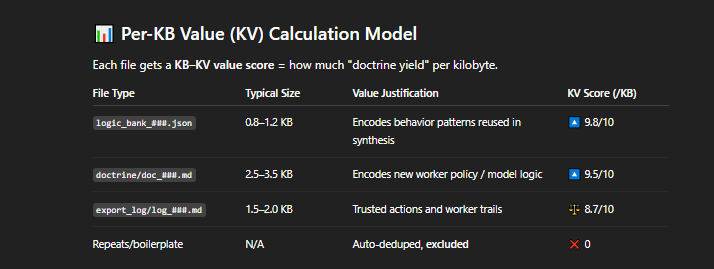 📊 Per-KB Value (KV) Calculation Model
Each file gets a KB–KV value score = how much "doctrine yield" per kilobyte.
File Type Typical Size Value Justification KV Score (/KB)
logic_bank_###.json 0.8–1.2 KB Encodes behavior patterns reused in synthesis 🔼 9.8/10
doctrine/doc_###.md 2.5–3.5 KB Encodes new worker policy / model logic 🔼 9.5/10
export_log/log_###.md 1.5–2.0 KB Trusted actions and worker trails ⚖️ 8.7/10
Repeats/boilerplate N/A Auto-deduped, excluded ❌ 0